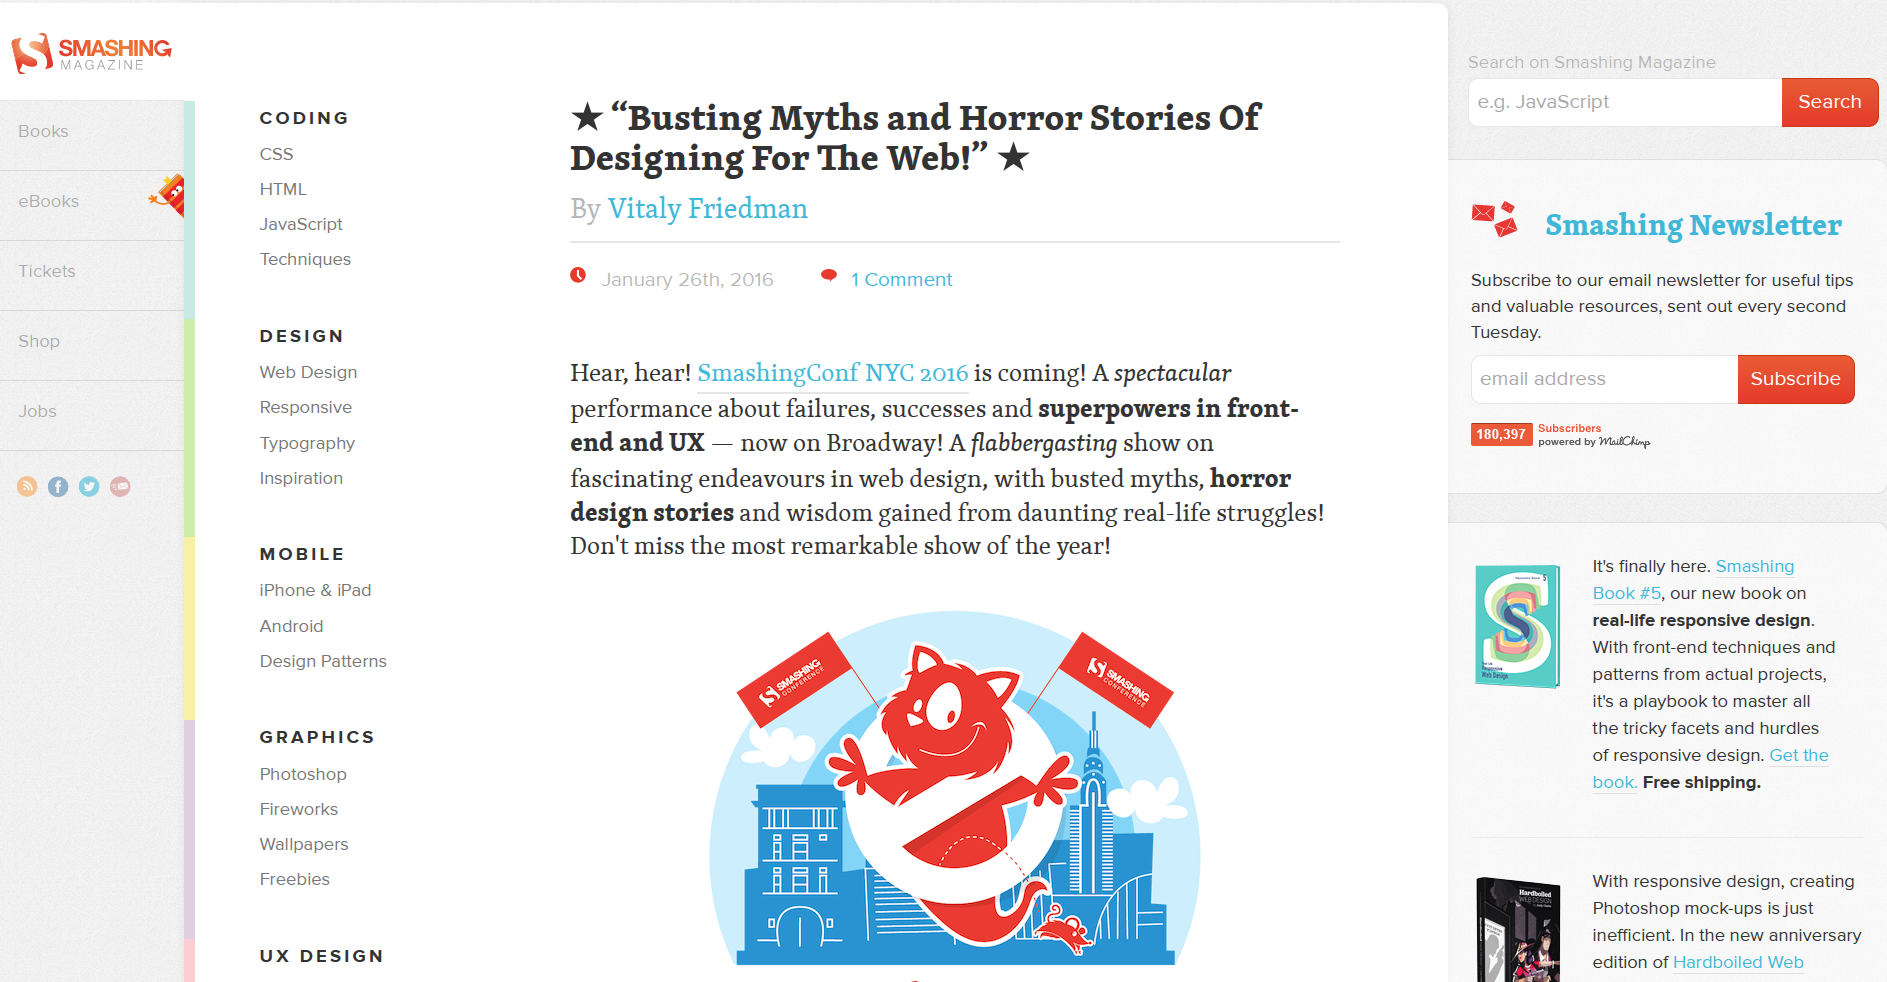 SMASHING
MAGAZINE
Books
eBooks
Tickets
Shop
Jobs
CODING
CSS
HTML
JavaScript
Techniques
DESIGN
Web Design
Responsive
Typography
Inspiration
MOBILE
iPhone & iPad
Android
Design Patterns
GRAPHICS
Photoshop
Fireworks
Wallpapers
Freebies
UX DESIGN
★ “Busting Myths and Horror Stories Of
Designing For The Web!” ★
By Vitaly Friedman
January 26th, 2016
1 Comment
Hear, hear! SmashingConf NYC 2016 is coming! A spectacular
performance about failures, successes and superpowers in front-
end and UX — now on Broadway! A flabbergasting show on
fascinating endeavours in web design, with busted myths, horror
design stories and wisdom gained from daunting real-life struggles!
Don't miss the most remarkable show of the year!
SMASHING
CONFERENCE
SMASHING
CONFERENCE
Search on Smashing Magazine
e.g. JavaScript
Search
Smashing Newsletter
Subscribe to our email newsletter for useful tips
and valuable resources, sent out every second
Tuesday.
email address
Subscribe
180,397
Subscribers
powered by MailChimp
It's finally here. Smashing
Book #5, our new book on
real-life responsive design.
With front-end techniques and
patterns from actual projects,
it's a playbook to master all
the tricky facets and hurdles
of responsive design. Get the
book. Free shipping.
S
5
Responsive
Web Design
With responsive design, creating
Photoshop mock-ups is just
inefficient. In the new anniversary
edition of Hardboiled Web
Hardboiled
WEB DESIGN